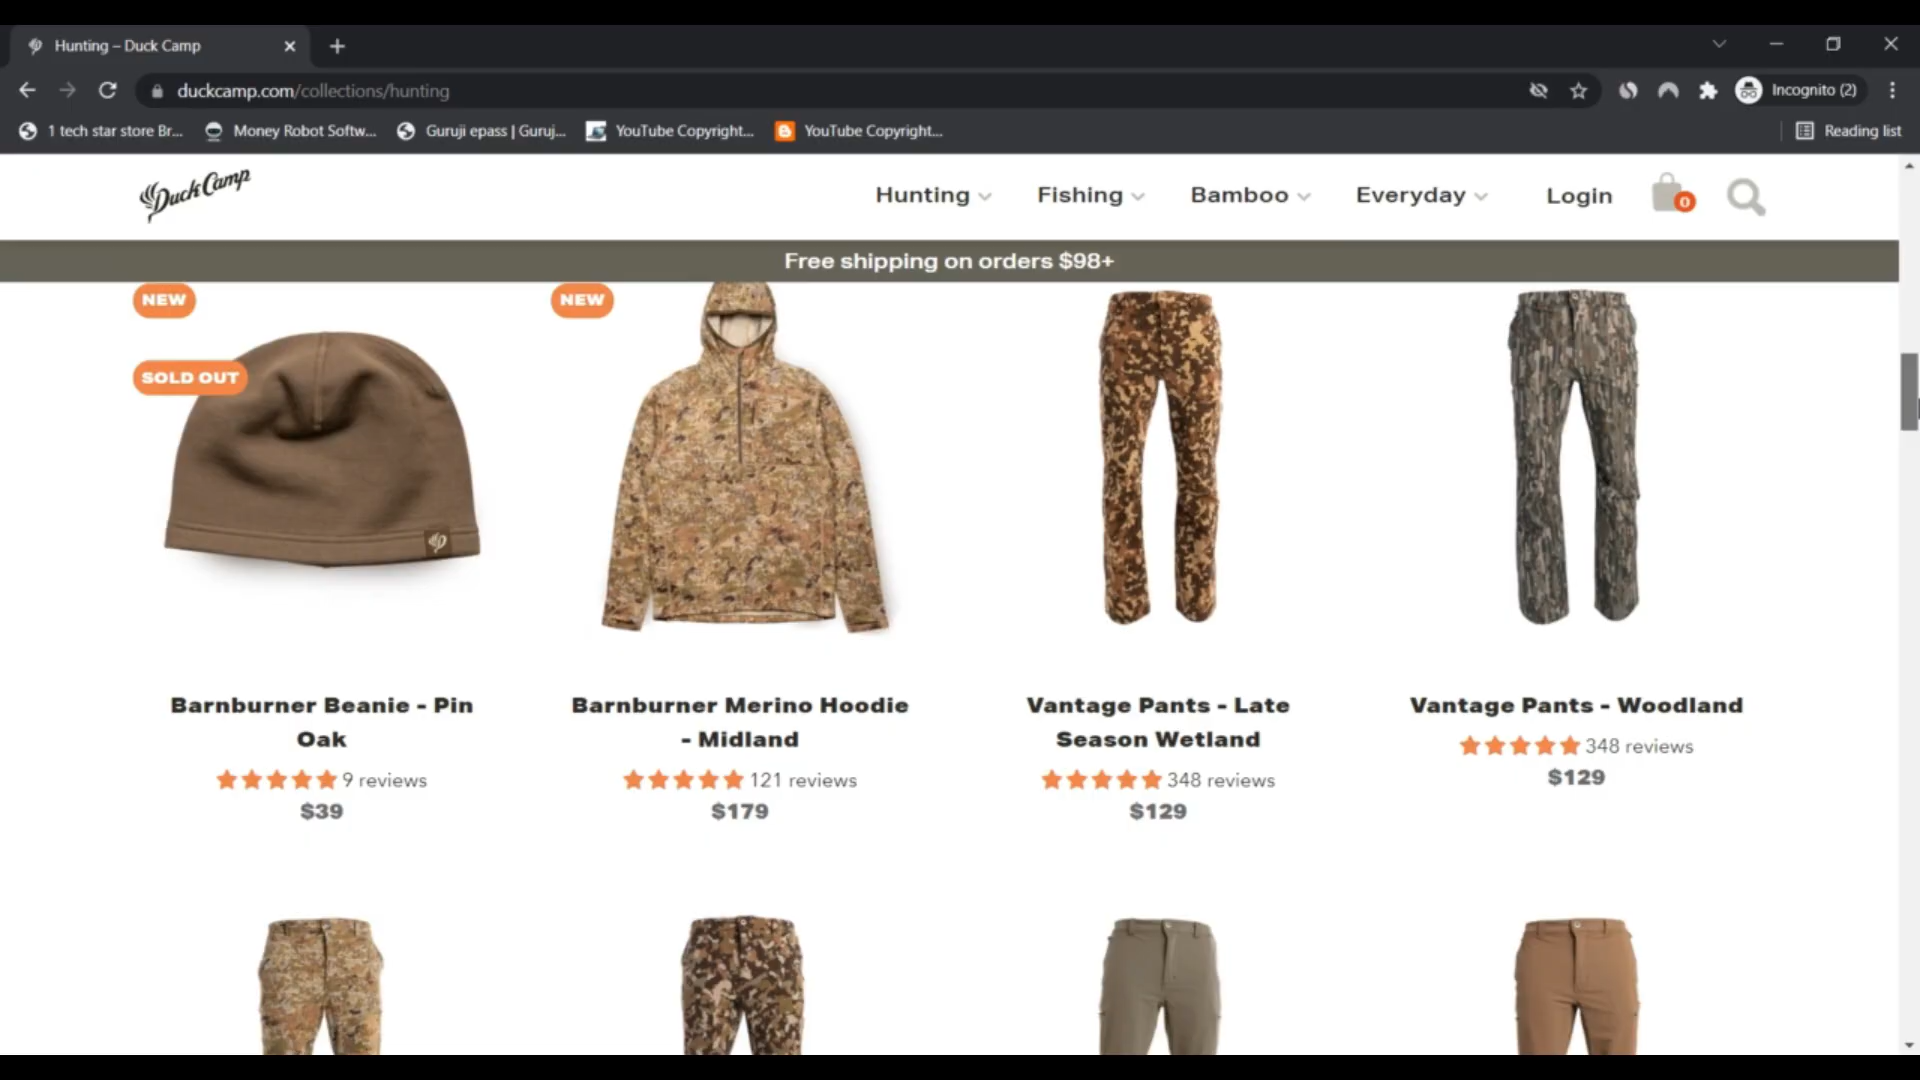 Hunting – Duck Camp
duckcamp.com/collections/hunting
Incognito (2)
1 tech star store Br...
Money Robot Softw...
Guruji epass | Guruj...
YouTube Copyright...
YouTube Copyright...
Reading list
Duck Camp
Hunting
Fishing
Bamboo
Everyday
Login
0
Free shipping on orders $98+
NEW
SOLD OUT
NEW
Barnburner Beanie - Pin
Oak
9 reviews
$39
Barnburner Merino Hoodie
- Midland
121 reviews
$179
Vantage Pants - Late
Season Wetland
348 reviews
$129
Vantage Pants - Woodland
348 reviews
$129